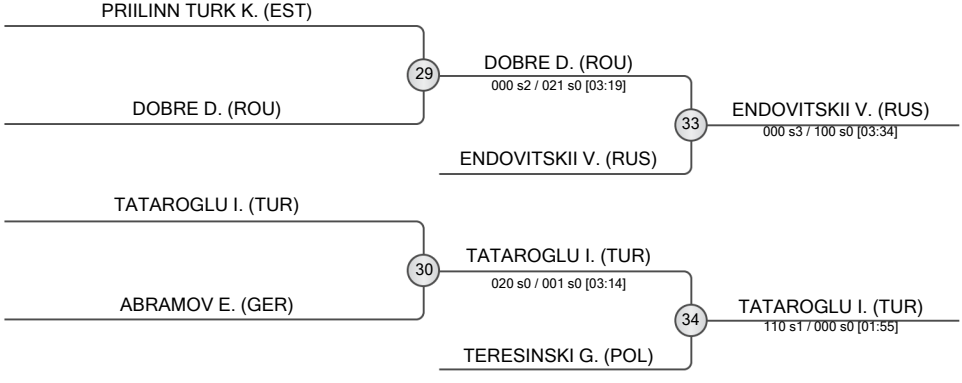 PRIILINN TURK K. (EST)
29
DOBRE D. (ROU)
DOBRE D. (ROU)
000 s2 / 021 s0 [03:19]
33
ENDOVITSKII V. (RUS)
ENDOVITSKII V. (RUS)
000 s3 / 100 s0 [03:34]
TATAROGLU I. (TUR)
30
ABRAMOV E. (GER)
TATAROGLU I. (TUR)
020 s0 / 001 s0 [03:14]
34
TERESINSKI G. (POL)
TATAROGLU I. (TUR)
110 s1 / 000 s0 [01:55]